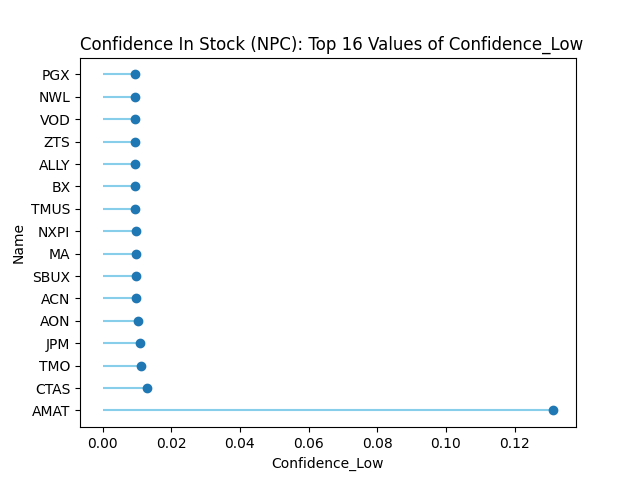 Confidence In Stock (NPC): Top 16 Values of Confidence_Low
PGX
NWL
VOD
ZTS
ALLY
BX
TMUS
NXPI
MA
SBUX
ACN
AON
JPM
TMO
CTAS
AMAT
Name
0.00 0.02 0.04 0.06 0.08 0.10 0.12
Confidence_Low